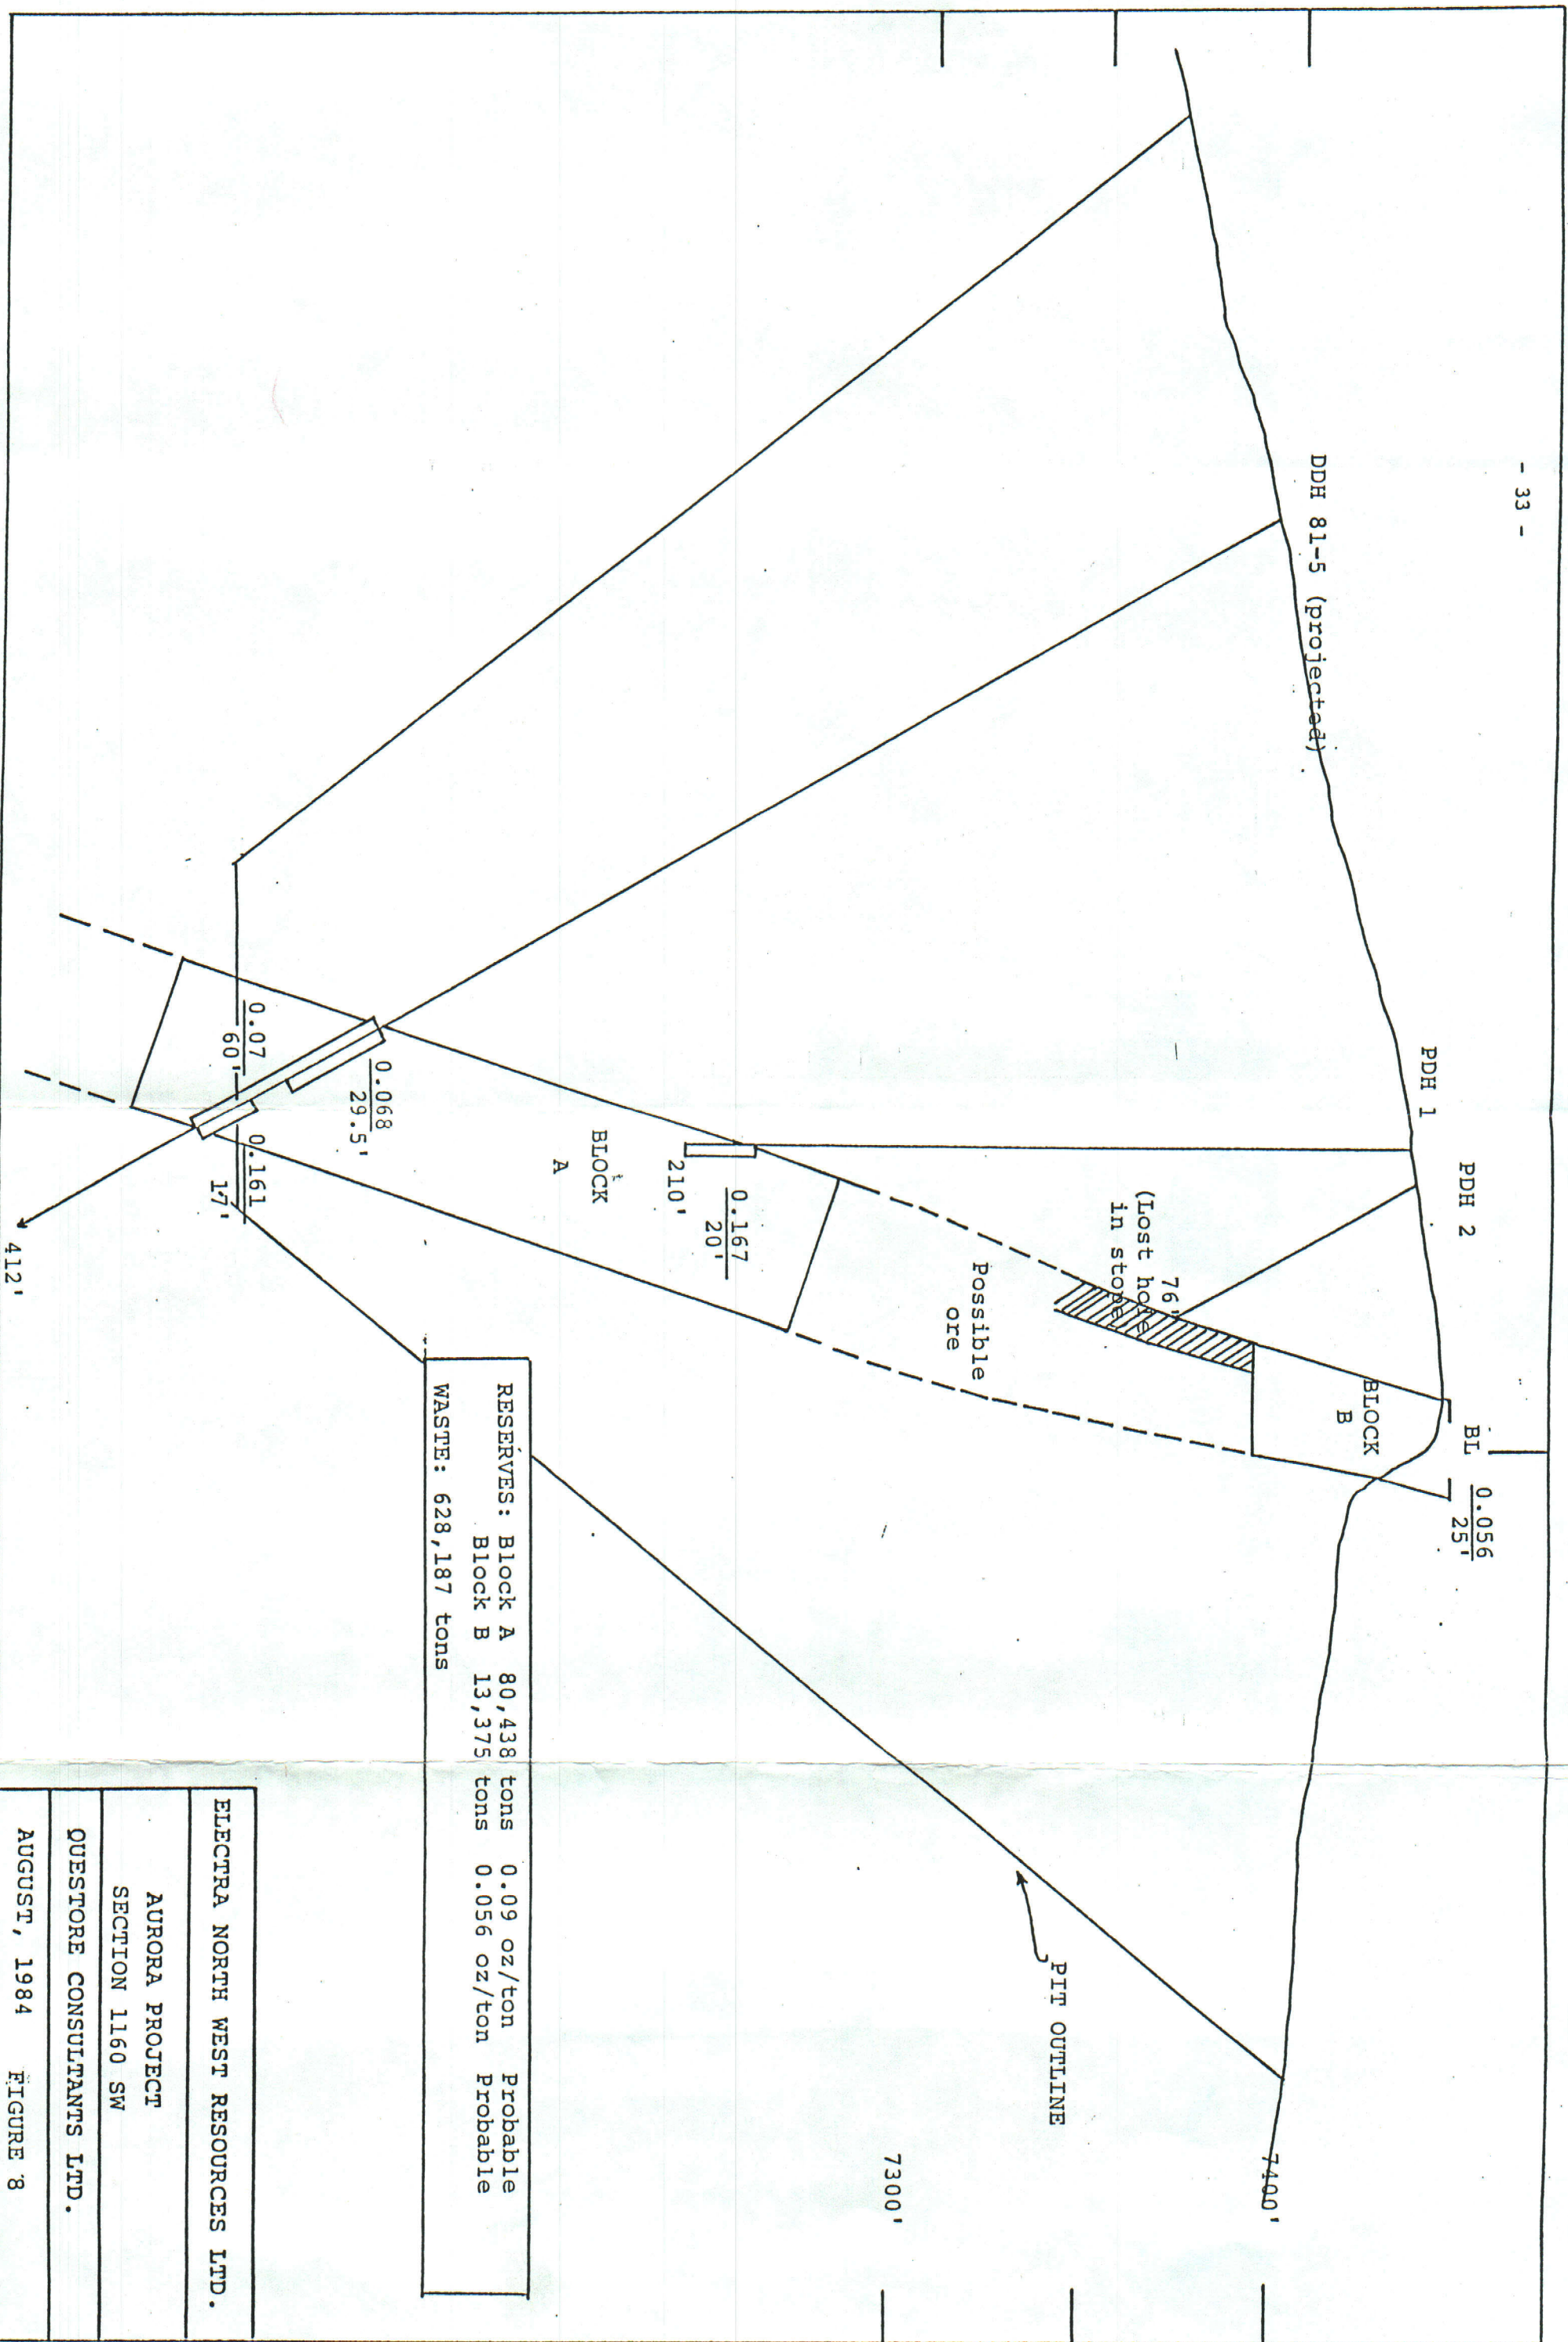 - 33 -
DDH 81-5 (projected)
PDH 1
PDH 2
BL
0.056
25'
BLOCK
B
76'
(Lost hole
in stope)
Possible
ore
0.167
20'
210'
BLOCK
A
0.068
29.5'
0.07
60'
0.161
17'
412'
7400'
7300'
PIT OUTLINE
RESERVES: Block A 80,438 tons 0.09 oz/ton Probable
Block B 13,375 tons 0.056 oz/ton Probable
WASTE: 628,187 tons
ELECTRA NORTH WEST RESOURCES LTD.
AURORA PROJECT
SECTION 1160 SW
QUESTORE CONSULTANTS LTD.
AUGUST, 1984 FIGURE 8